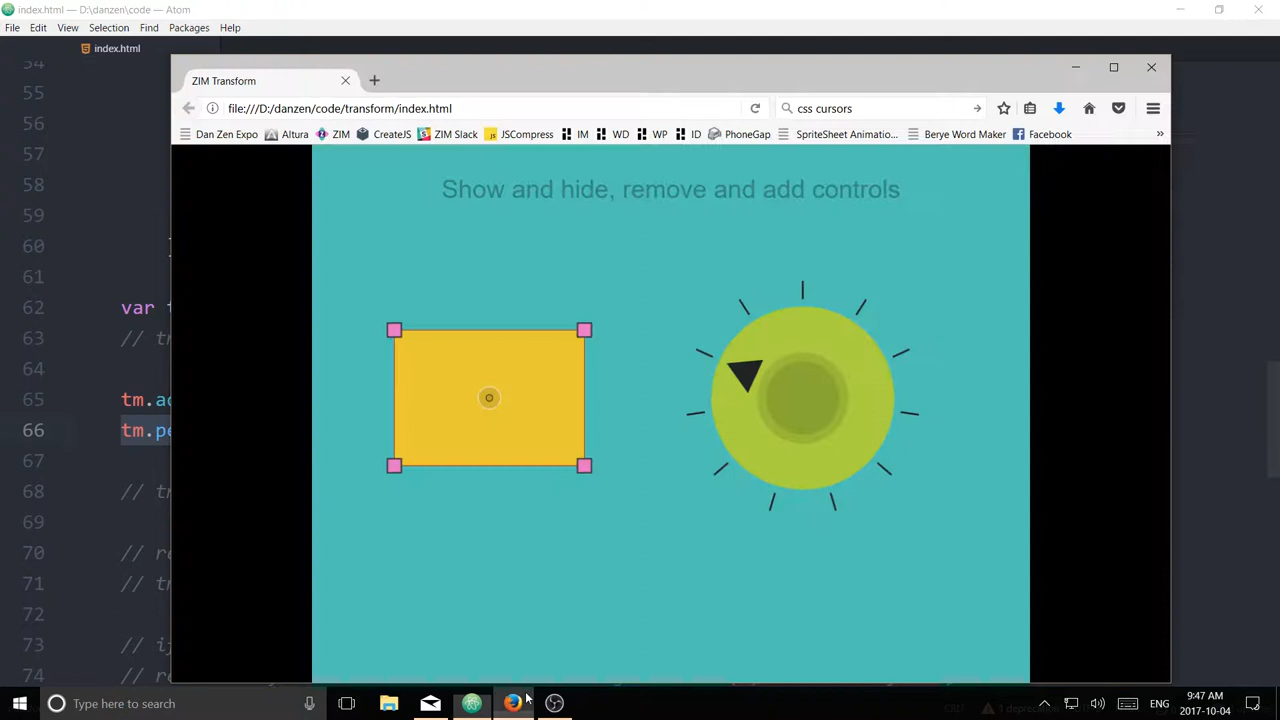 index.html — D:\danzen\code — Atom
File Edit View Selection Find Packages Help
index.html
54
55
56
57
58
59
60
61
62 var
63 //
64
65
66
67
68 //
69
70 //
71 //
72
73 //
74 //
ZIM Transform
file:///D:/danzen/code/transform/index.html
css cursors
Dan Zen Expo Altura ZIM CreateJS ZIM Slack JSCompress IM WD WP ID PhoneGap SpriteSheet Animatio... Berye Word Maker Facebook
Show and hide, remove and add controls
Type here to search
ENG
9:47 AM
2017-10-04
1 deprecation